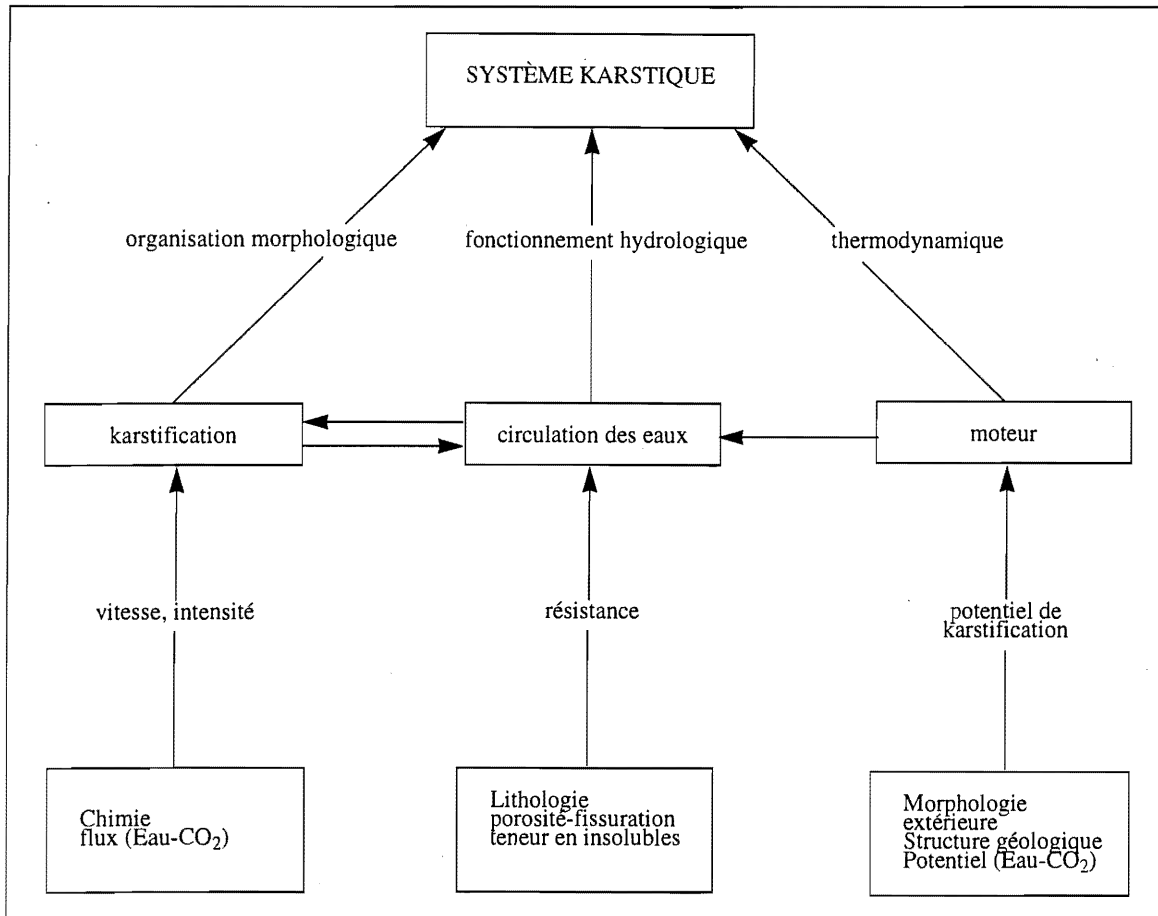 SYSTÈME KARSTIQUE
organisation morphologique
fonctionnement hydrologique
thermodynamique
karstification
circulation des eaux
moteur
vitesse, intensité
résistance
potentiel de
karstification
Chimie
flux (Eau-CO₂)
Lithologie
porosité-fissuration
teneur en insolubles
Morphologie
extérieure
Structure géologique
Potentiel (Eau-CO₂)